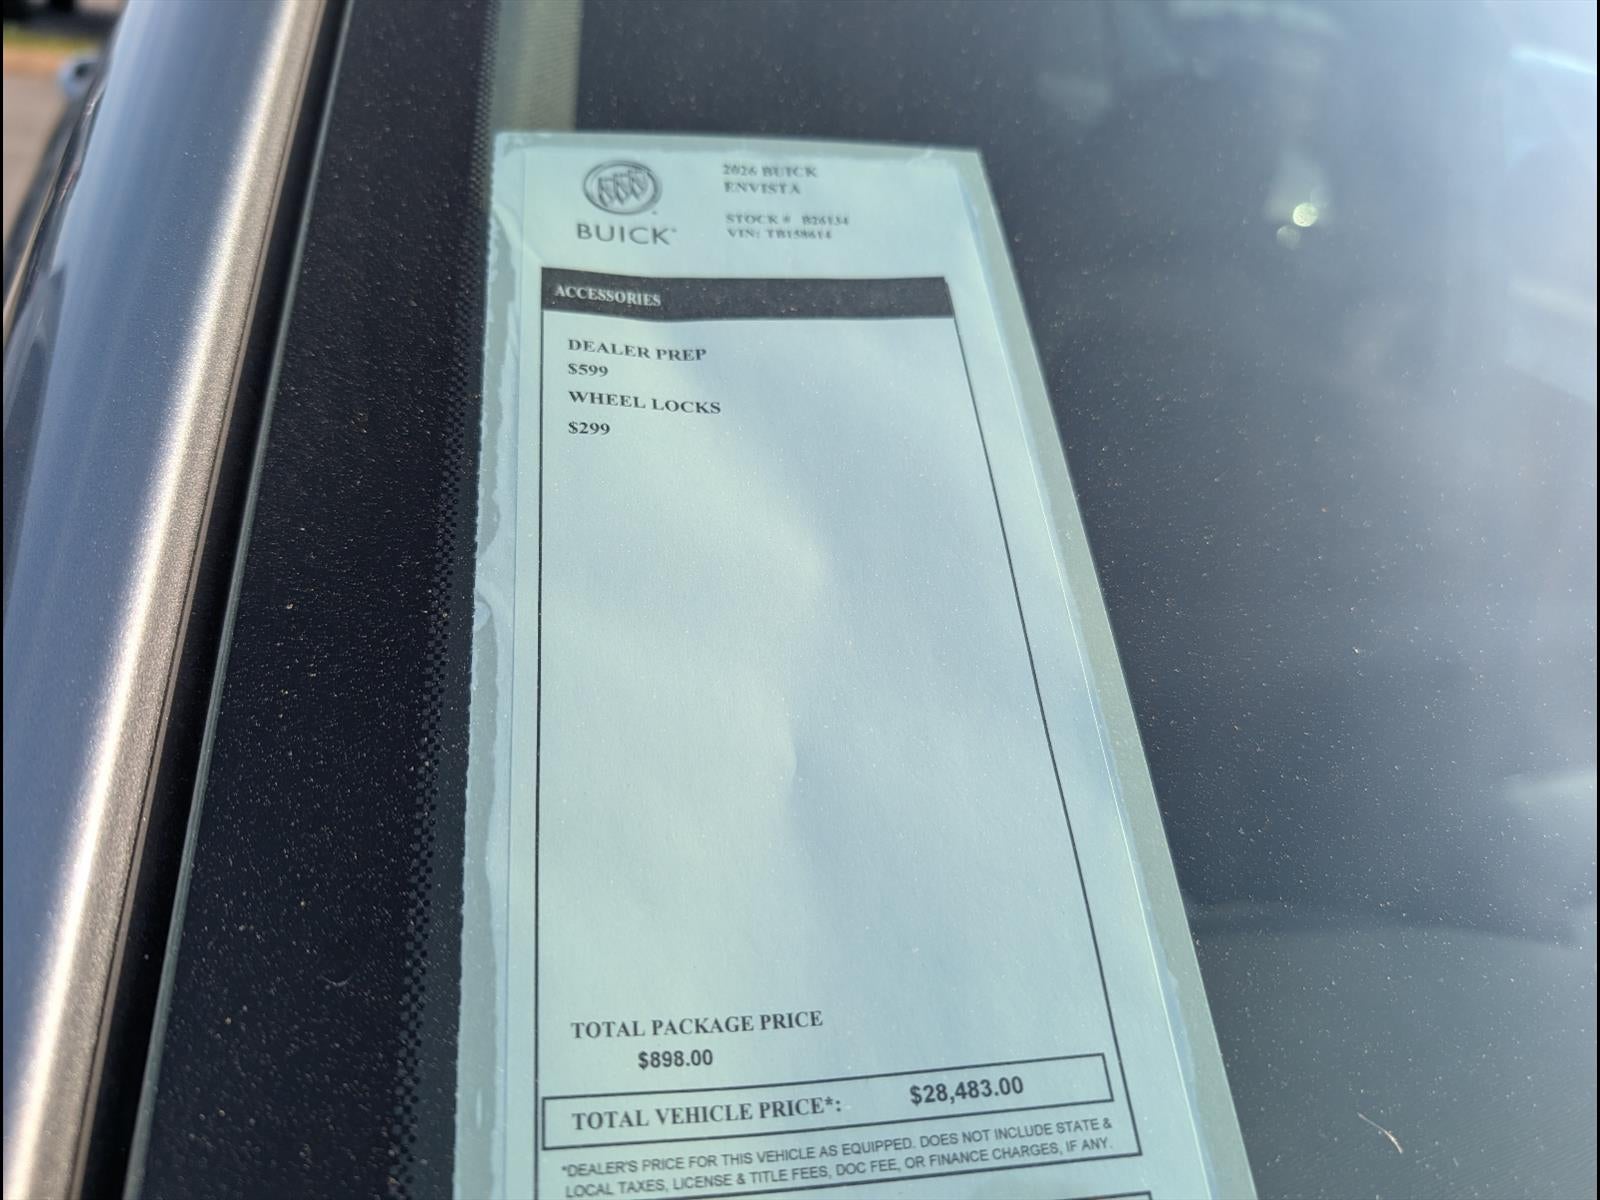 BUICK
2026 BUICK
ENVISTA
STOCK # B26134
VIN: TB158614
ACCESSORIES
DEALER PREP
$599
WHEEL LOCKS
$299
TOTAL PACKAGE PRICE
$898.00
TOTAL VEHICLE PRICE*: $28,483.00
*DEALER'S PRICE FOR THIS VEHICLE AS EQUIPPED. DOES NOT INCLUDE STATE &
LOCAL TAXES, LICENSE & TITLE FEES, DOC FEE, OR FINANCE CHARGES, IF ANY.